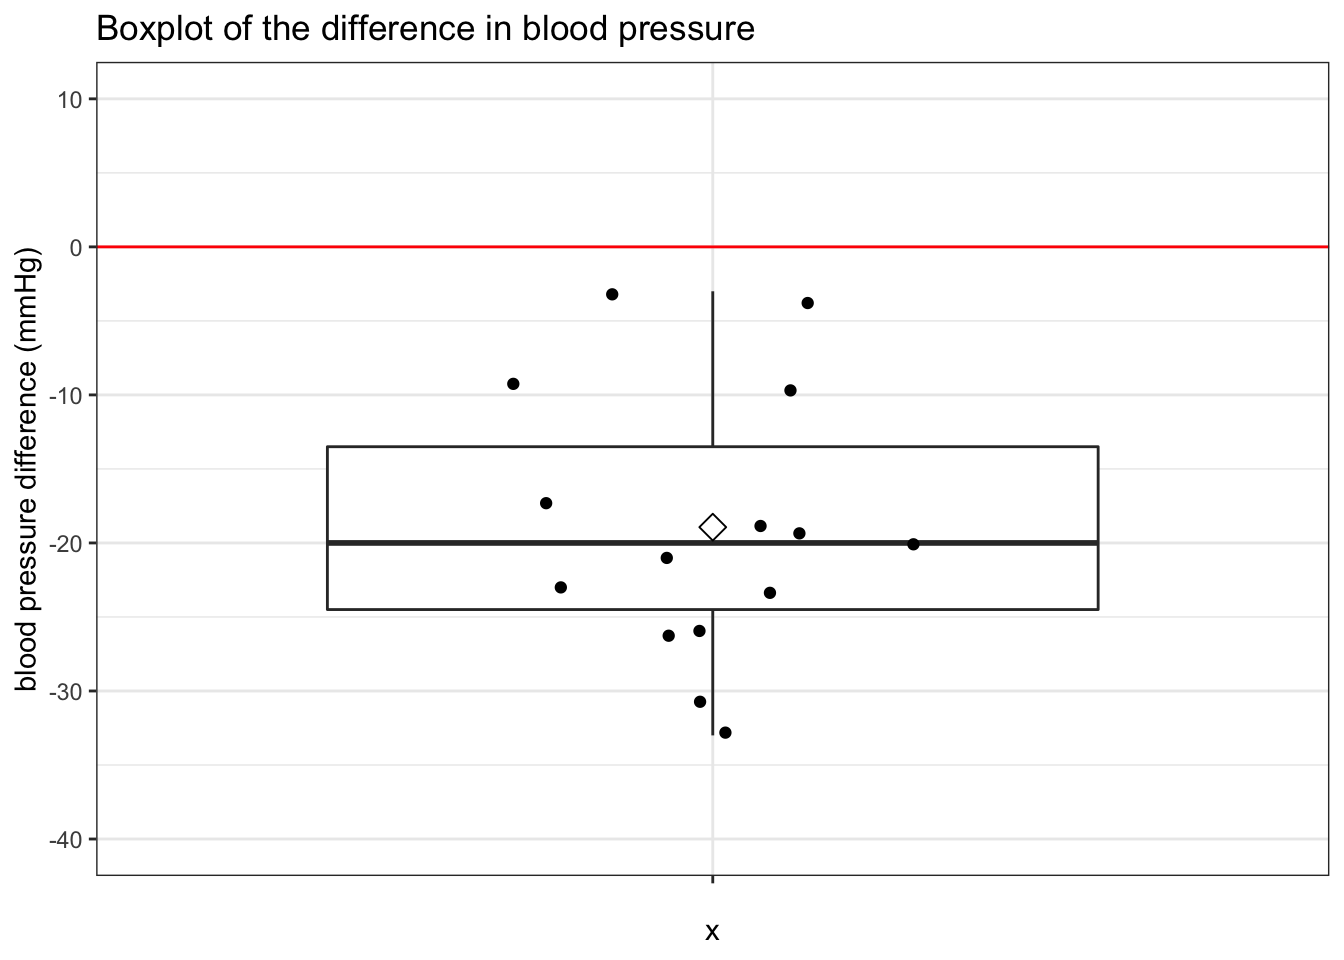 Boxplot of the difference in blood pressure
blood pressure difference (mmHg)
10
0
-10
-20
-30
-40
x